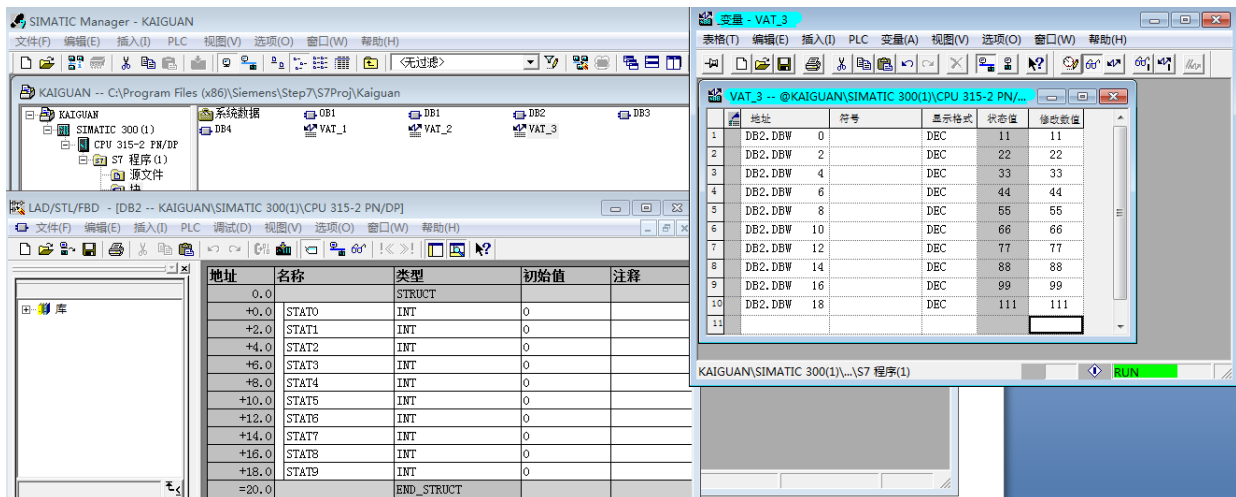 SIMATIC Manager - KAIGUAN
文件(F) 编辑(E) 插入(I) PLC 视图(V) 选项(O) 窗口(W) 帮助(H)
<无过滤>
KAIGUAN -- C:\Program Files (x86)\Siemens\Step7\S7Proj\Kaiguan
KAIGUAN
SIMATIC 300(1)
CPU 315-2 PN/DP
S7 程序(1)
源文件
块
系统数据 OB1 DB1 DB2 DB3
DB4 VAT_1 VAT_2 VAT_3
LAD/STL/FBD - [DB2 -- KAIGUAN\SIMATIC 300(1)\CPU 315-2 PN/DP]
文件(F) 编辑(E) 插入(I) PLC 调试(D) 视图(V) 选项(O) 窗口(W) 帮助(H)
库
地址 名称 类型 初始值 注释
0.0 STRUCT
+0.0 STAT0 INT 0
+2.0 STAT1 INT 0
+4.0 STAT2 INT 0
+6.0 STAT3 INT 0
+8.0 STAT4 INT 0
+10.0 STAT5 INT 0
+12.0 STAT6 INT 0
+14.0 STAT7 INT 0
+16.0 STAT8 INT 0
+18.0 STAT9 INT 0
=20.0 END_STRUCT
变量 - VAT_3
表格(T) 编辑(E) 插入(I) PLC 变量(A) 视图(V) 选项(O) 窗口(W) 帮助(H)
VAT_3 -- @KAIGUAN\SIMATIC 300(1)\CPU 315-2 PN/...
地址 符号 显示格式 状态值 修改数值
1 DB2.DBW 0 DEC 11 11
2 DB2.DBW 2 DEC 22 22
3 DB2.DBW 4 DEC 33 33
4 DB2.DBW 6 DEC 44 44
5 DB2.DBW 8 DEC 55 55
6 DB2.DBW 10 DEC 66 66
7 DB2.DBW 12 DEC 77 77
8 DB2.DBW 14 DEC 88 88
9 DB2.DBW 16 DEC 99 99
10 DB2.DBW 18 DEC 111 111
11
KAIGUAN\SIMATIC 300(1)\...\S7 程序(1) RUN